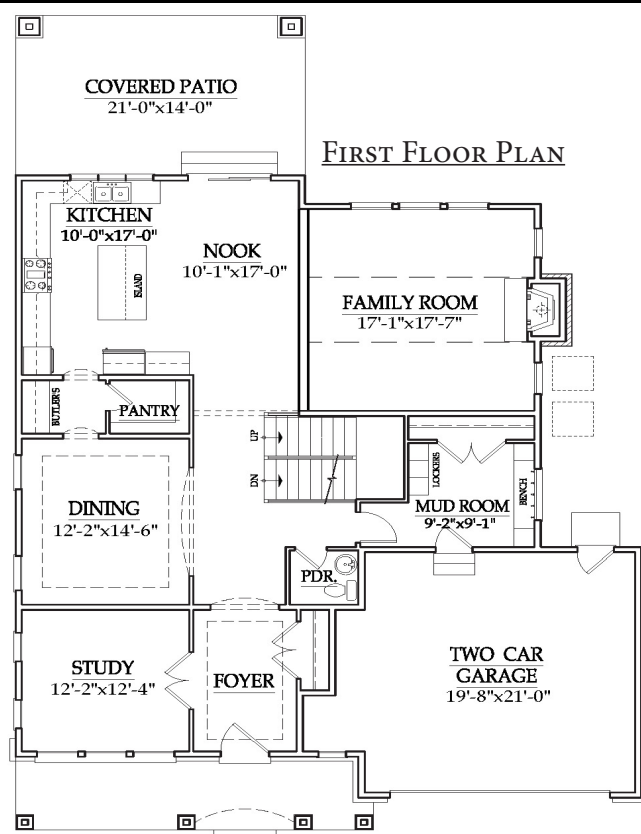 COVERED PATIO
21'-0"x14'-0"
FIRST FLOOR PLAN
KITCHEN
10'-0"x17'-0"
NOOK
10'-1"x17'-0"
ISLAND
FAMILY ROOM
17'-1"x17'-7"
BUTLER'S
PANTRY
UP
DN
LOCKERS
BENCH
MUD ROOM
9'-2"x9'-1"
DINING
12'-2"x14'-6"
PDR.
STUDY
12'-2"x12'-4"
FOYER
TWO CAR
GARAGE
19'-8"x21'-0"